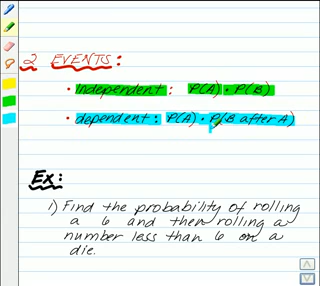 2 EVENTS:
• independent: P(A) • P(B)
• dependent: P(A) • P(B after A)
Ex:
1) Find the probability of rolling
a 6 and then rolling a
number less than 6 on a
die.